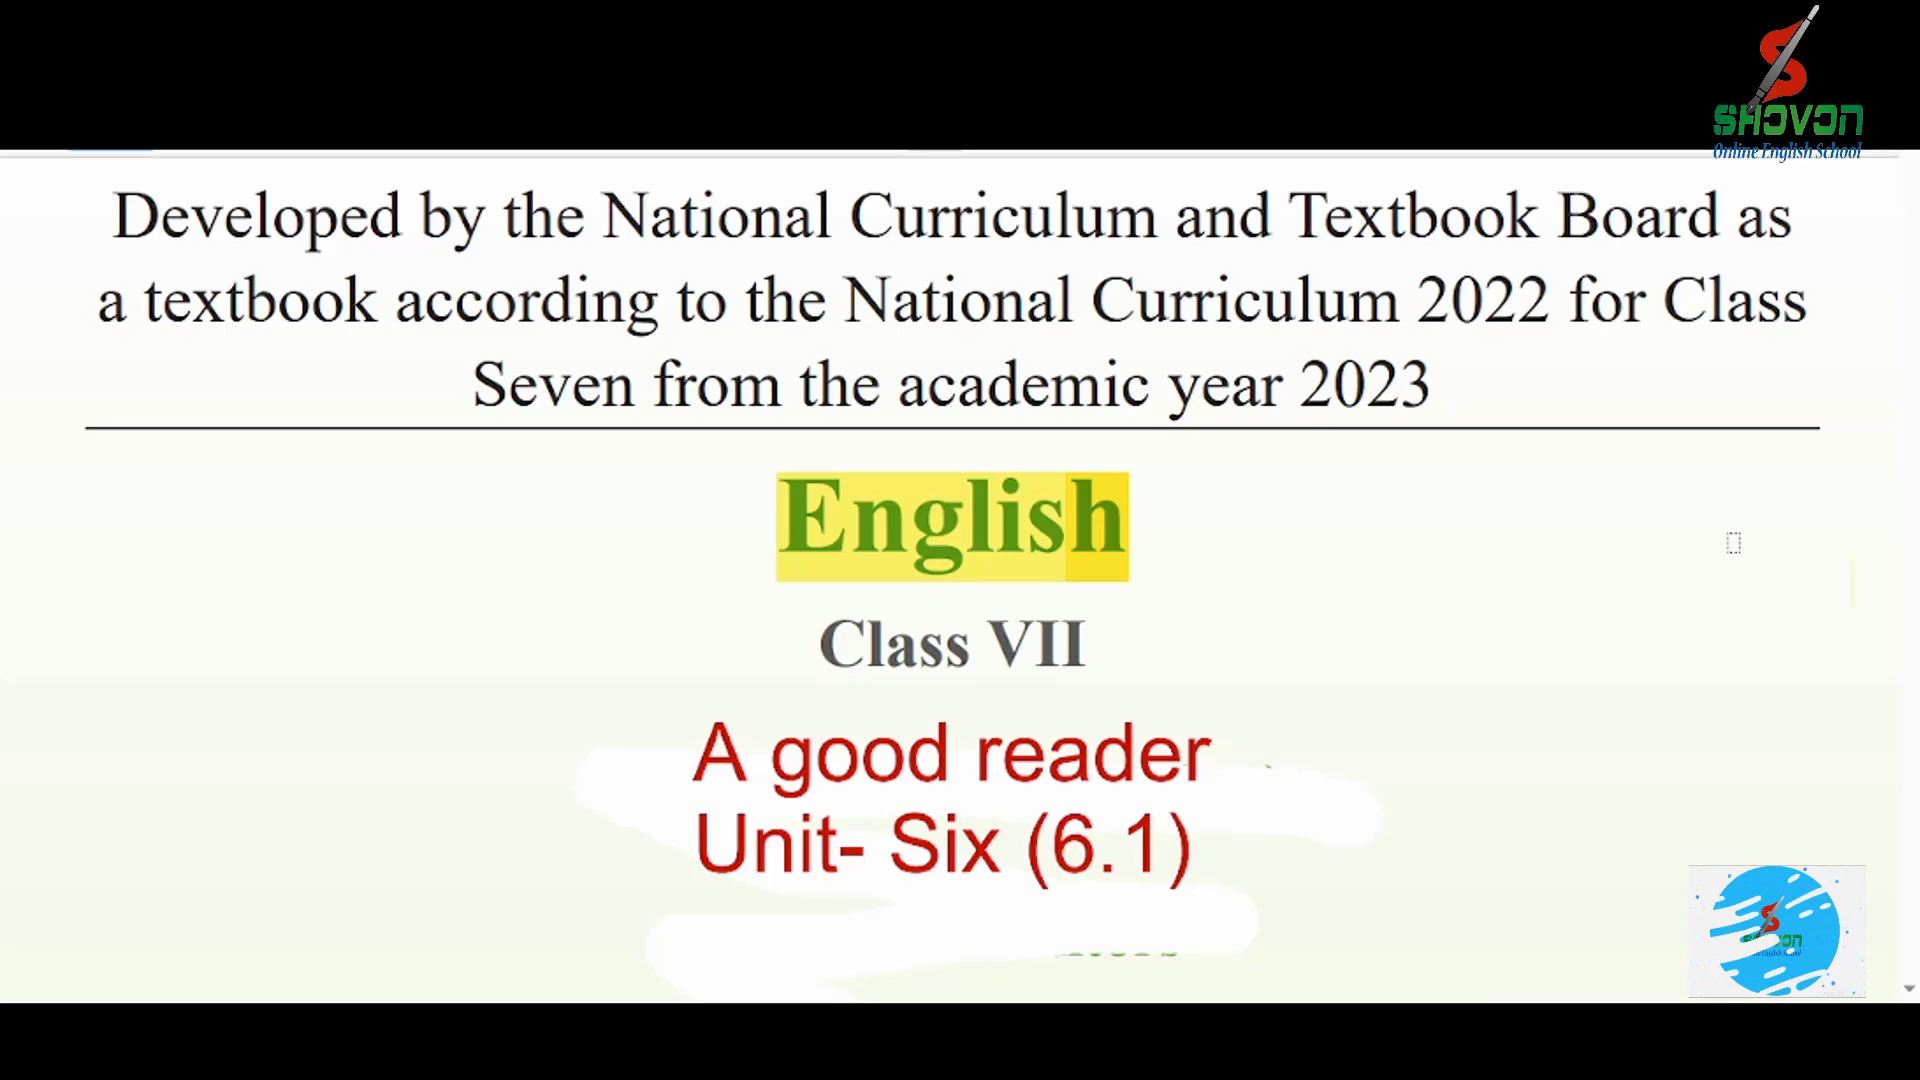 SHOVON
Online English School
Developed by the National Curriculum and Textbook Board as
a textbook according to the National Curriculum 2022 for Class
Seven from the academic year 2023
English
Class VII
A good reader
Unit- Six (6.1)